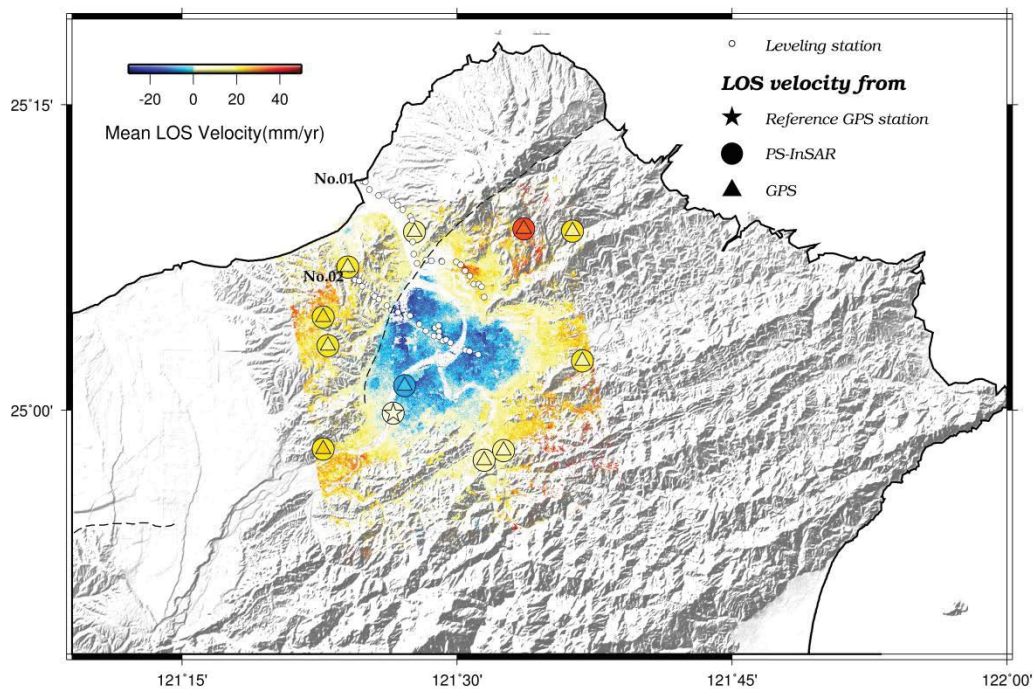 25°15'
25°00'
-20 0 20 40
Mean LOS Velocity(mm/yr)
Leveling station
LOS velocity from
Reference GPS station
PS-InSAR
GPS
No.01
No.02
121°15' 121°30' 121°45' 122°00'